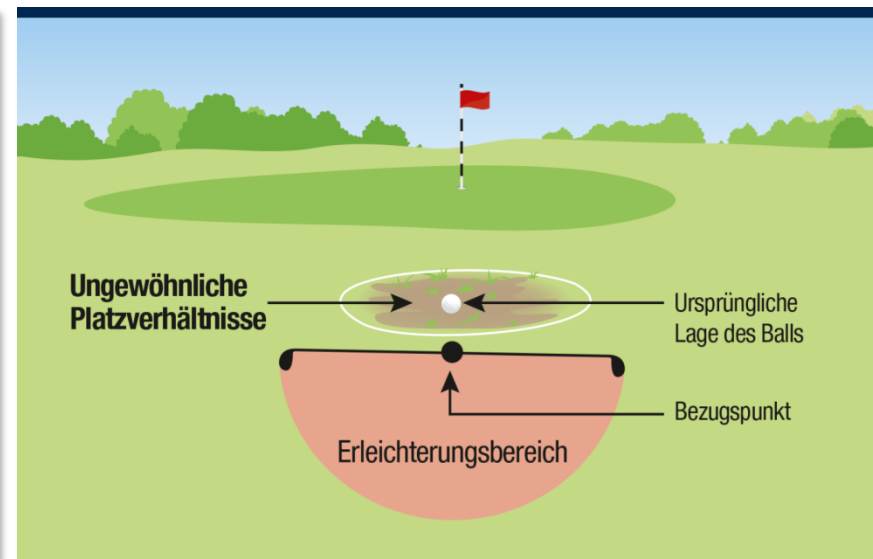 Ungewöhnliche
Platzverhältnisse
Ursprüngliche
Lage des Balls
Bezugspunkt
Erleichterungsbereich